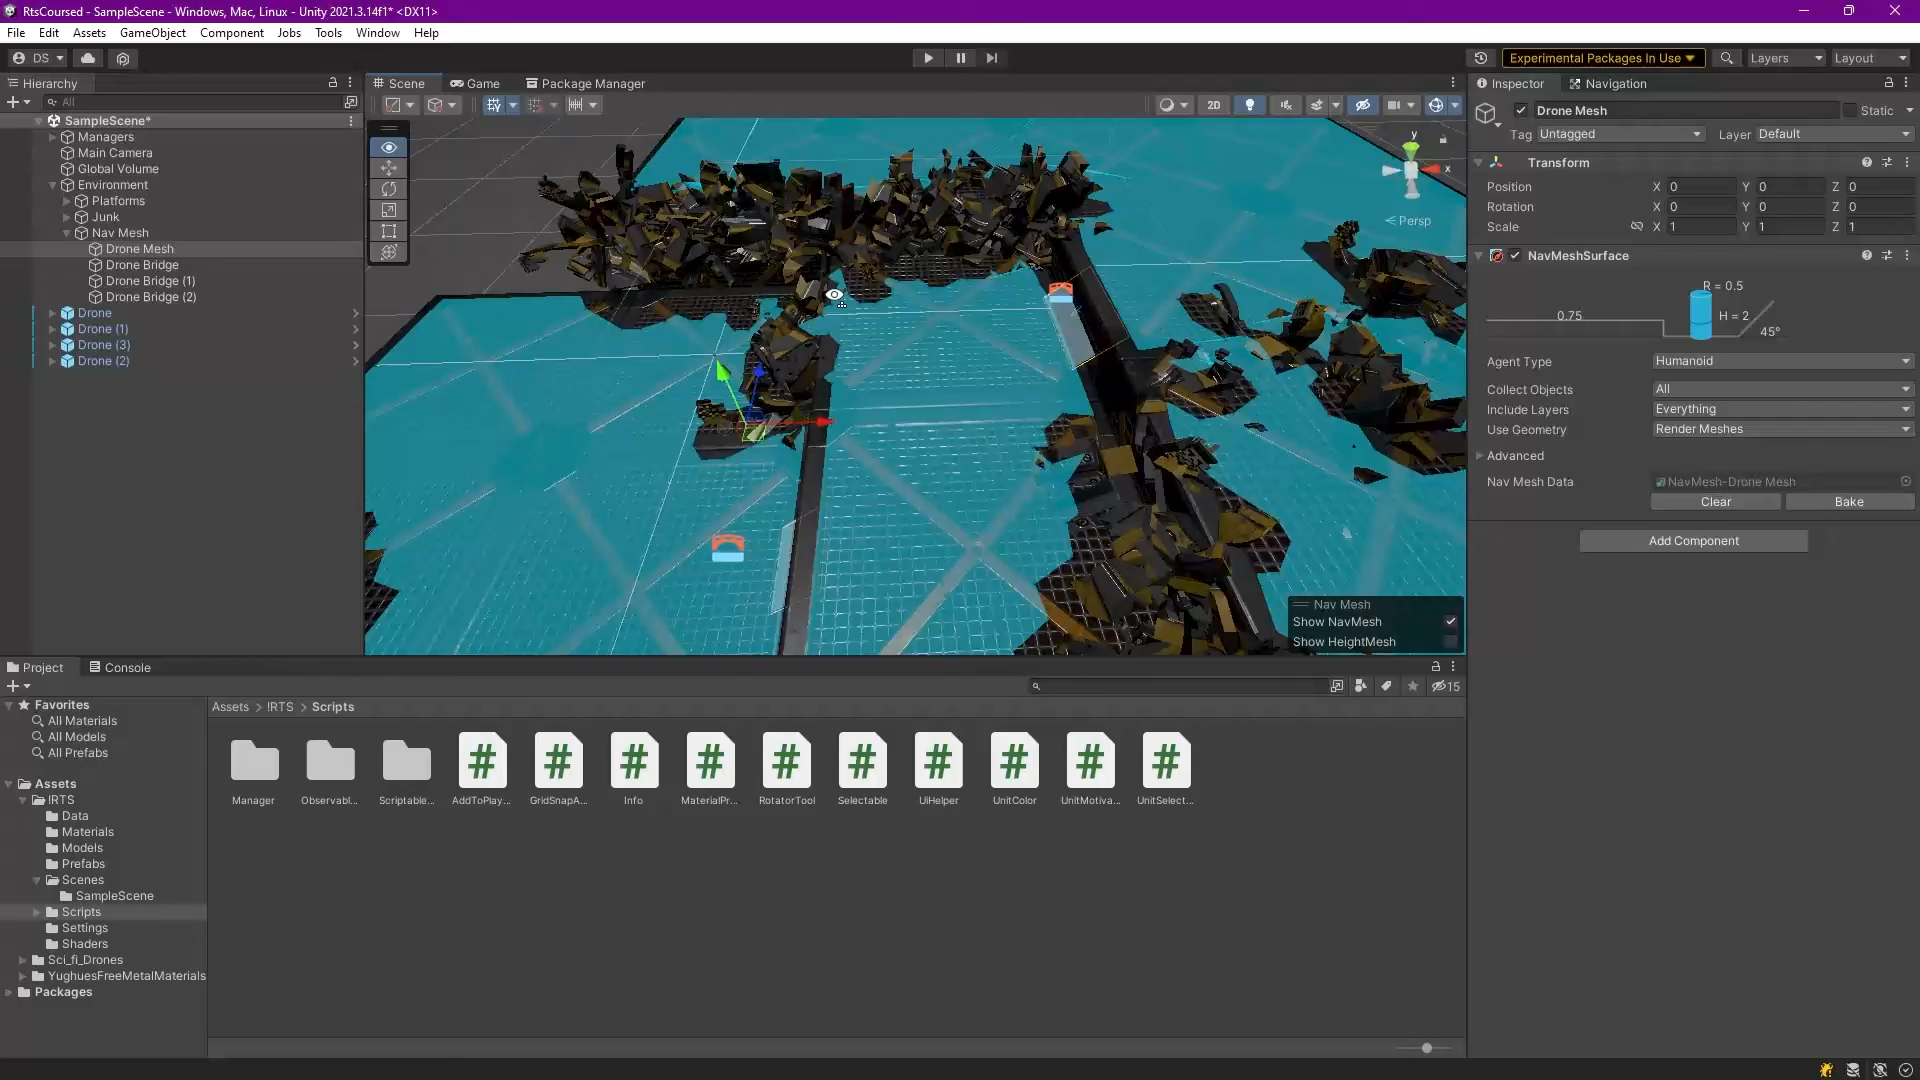 RtsCoursed - SampleScene - Windows, Mac, Linux - Unity 2021.3.14f1* <DX11>
File Edit Assets GameObject Component Jobs Tools Window Help
DS Experimental Packages In Use Layers Layout
Hierarchy
All
SampleScene*
Managers
Main Camera
Global Volume
Environment
Platforms
Junk
Nav Mesh
Drone Mesh
Drone Bridge
Drone Bridge (1)
Drone Bridge (2)
Drone
Drone (1)
Drone (3)
Drone (2)
Scene Game Package Manager
2D
y
x
Persp
Nav Mesh
Show NavMesh
Show HeightMesh
Inspector Navigation
Drone Mesh Static
Tag Untagged Layer Default
Transform
Position X 0 Y 0 Z 0
Rotation X 0 Y 0 Z 0
Scale X 1 Y 1 Z 1
NavMeshSurface
R = 0.5
0.75 H = 2
45°
Agent Type Humanoid
Collect Objects All
Include Layers Everything
Use Geometry Render Meshes
Advanced
Nav Mesh Data NavMesh-Drone Mesh
Clear Bake
Add Component
Project Console
15
Favorites
All Materials
All Models
All Prefabs
Assets
!RTS
Data
Materials
Models
Prefabs
Scenes
SampleScene
Scripts
Settings
Shaders
Sci_fi_Drones
YughuesFreeMetalMaterials
Packages
Assets > !RTS > Scripts
Manager Observabl... Scriptable... AddToPlay... GridSnapA... Info MaterialPr... RotatorTool Selectable UiHelper UnitColor UnitMotiva... UnitSelect...